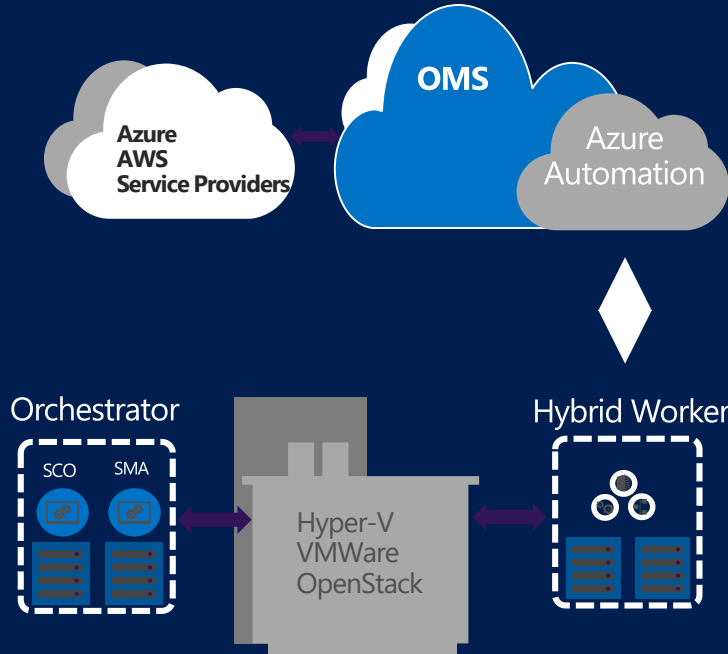 OMS
Azure
AWS
Service Providers
Azure
Automation
Orchestrator
Hybrid Worker
SCO
SMA
Hyper-V
VMWare
OpenStack